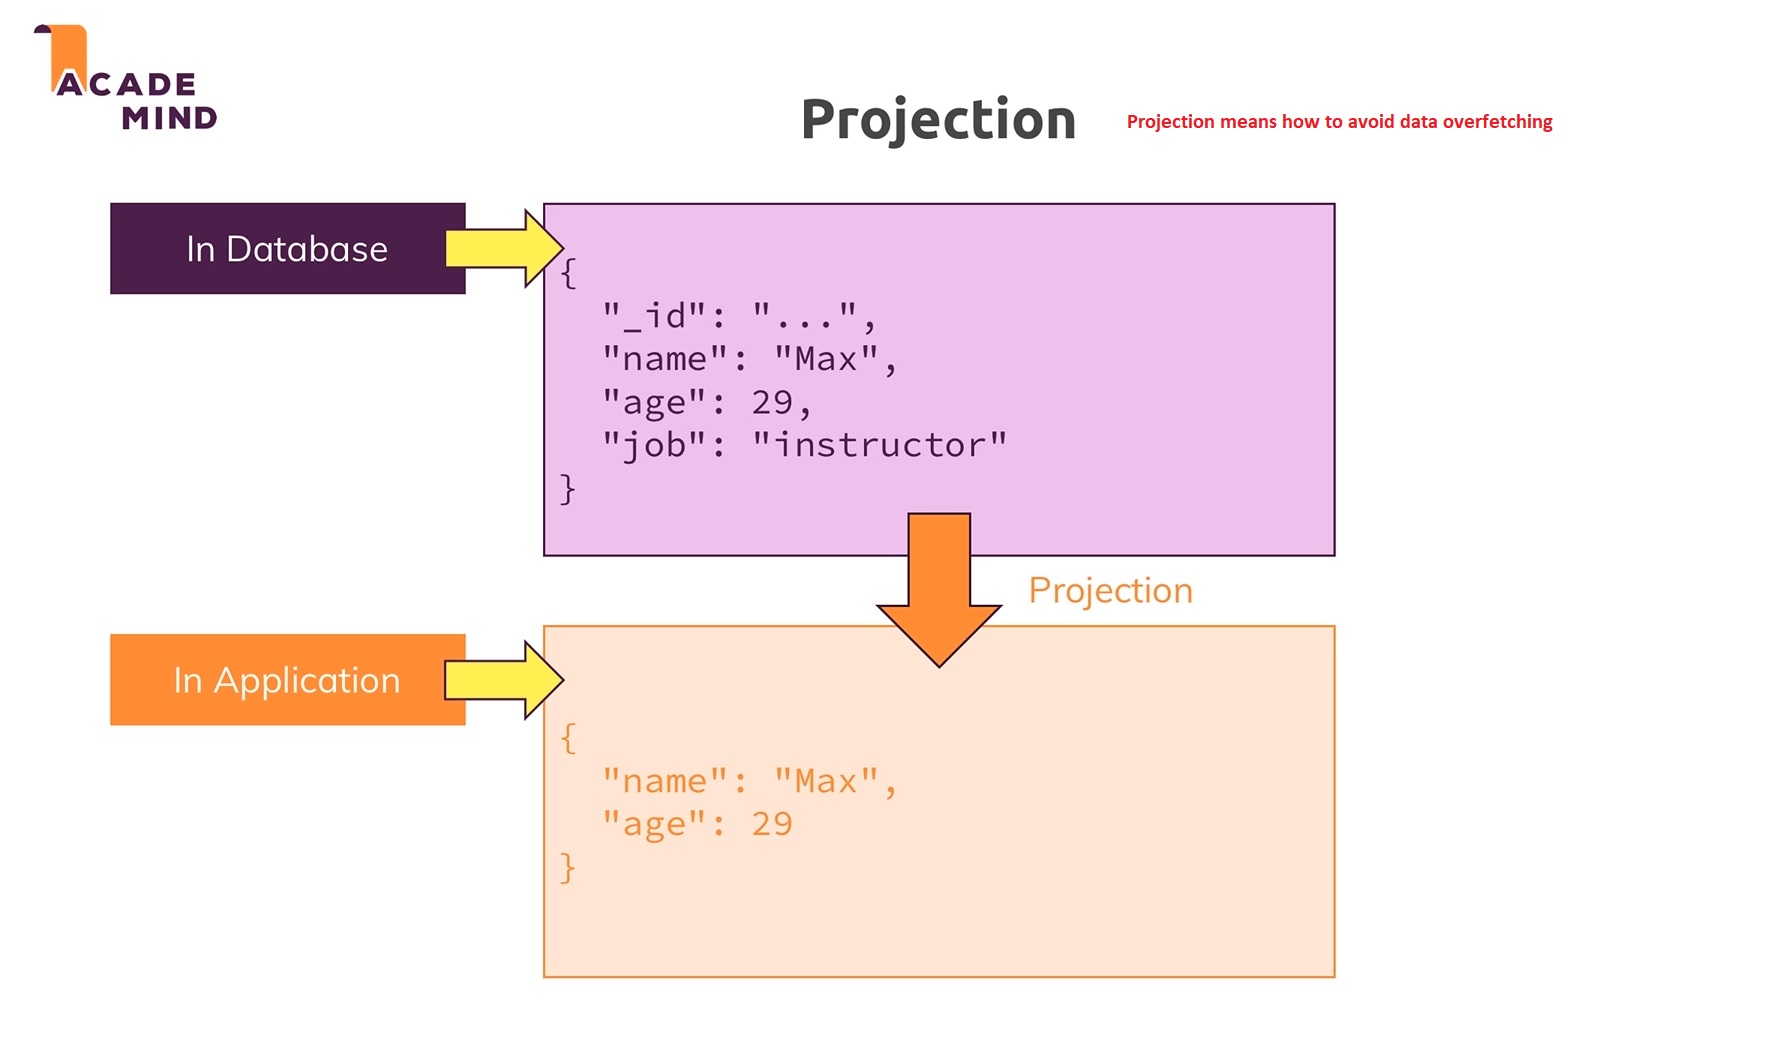 ACADE
MIND
Projection
Projection means how to avoid data overfetching
In Database
{
"_id": "...",
"name": "Max",
"age": 29,
"job": "instructor"
}
Projection
In Application
{
"name": "Max",
"age": 29
}